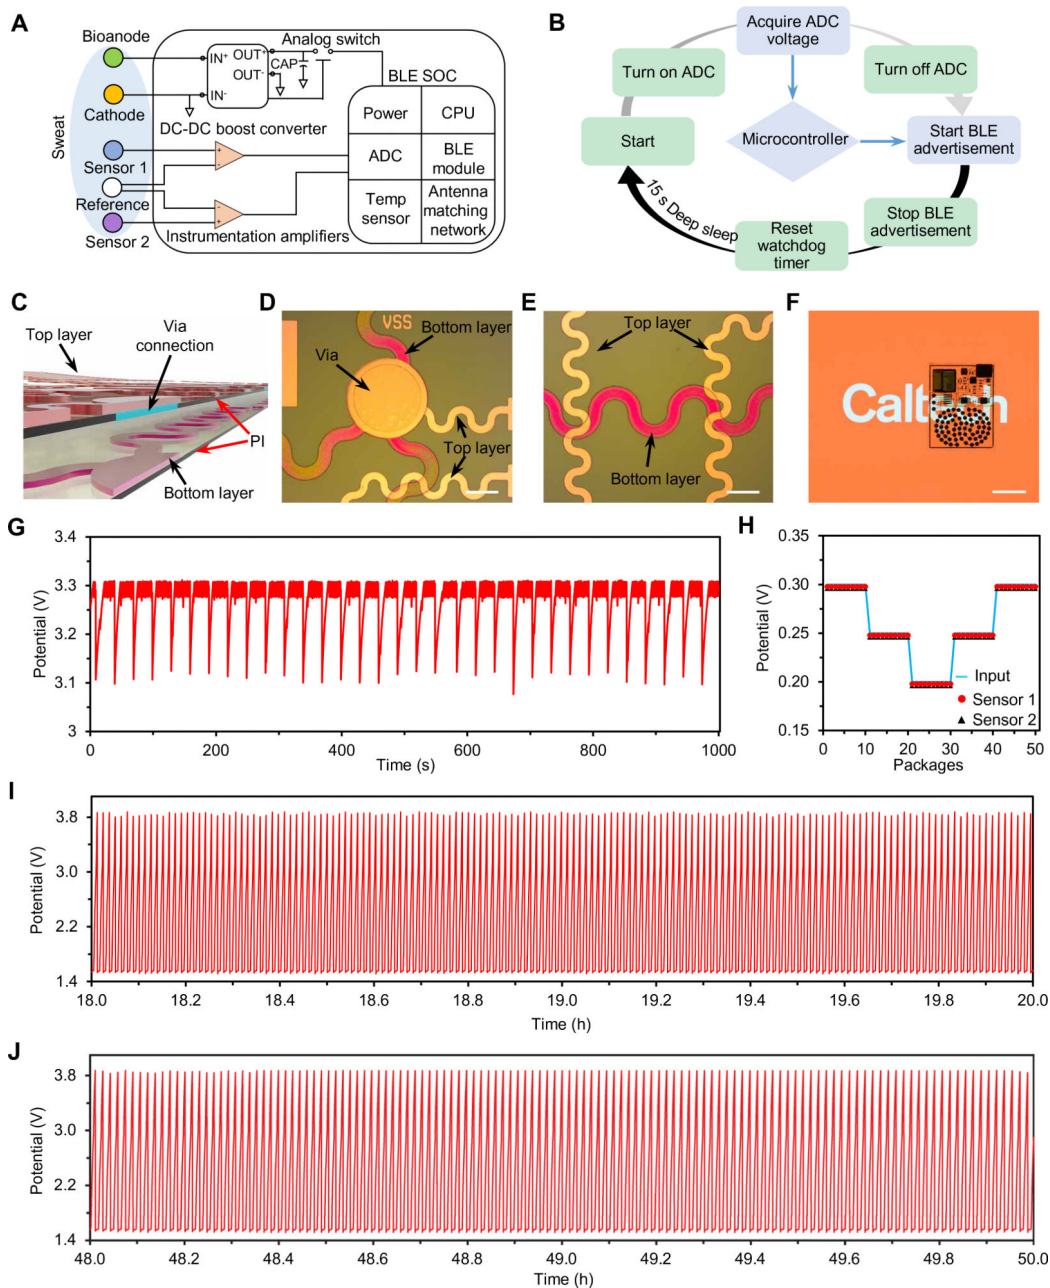 A
Bioanode
Cathode
Sweat
Sensor 1
Reference
Sensor 2
IN+
IN-
OUT+
OUT-
CAP
Analog switch
DC-DC boost converter
BLE SOC
Power
CPU
ADC
BLE
module
Temp
sensor
Antenna
matching
network
+
-
-
+
Instrumentation amplifiers
B
Acquire ADC
voltage
Turn on ADC
Turn off ADC
Start
Microcontroller
Start BLE
advertisement
Stop BLE
advertisement
Reset
watchdog
timer
15 s Deep sleep
C
Top layer
Via
connection
PI
Bottom layer
D
VSS
Bottom layer
Via
Top layer
E
Top layer
Bottom layer
F
Caltech
G
Potential (V)
3.4
3.3
3.2
3.1
3
0
200
400
600
800
1000
Time (s)
H
Potential (V)
0.35
0.30
0.25
0.20
0.15
Input
Sensor 1
Sensor 2
0
10
20
30
40
50
Packages
I
Potential (V)
3.8
3.0
2.2
1.4
18.0
18.2
18.4
18.6
18.8
19.0
19.2
19.4
19.6
19.8
20.0
Time (h)
J
Potential (V)
3.8
3.0
2.2
1.4
48.0
48.2
48.4
48.6
48.8
49.0
49.2
49.4
49.6
49.8
50.0
Time (h)